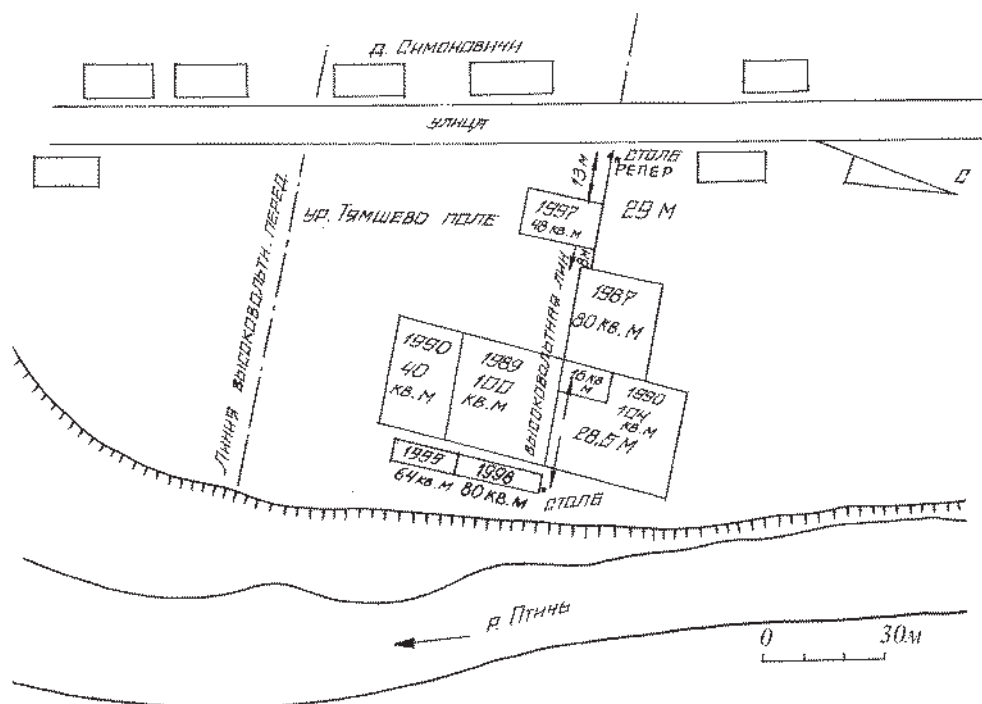 д. Симоновичи
улица
столб
репер
С
13 м
29 м
1997
48 кв. м
ур. Тямшево поле
8м
1987
80 кв. м
Линия высоковольтн. перед.
высоковольтная лин.
1990
40
кв. м
1989
100
кв. м
16 кв
м
1990
104
кв. м
28,5 м
1999
64 кв. м
1998
80 кв. м
столб
р. Птичь
0 30м